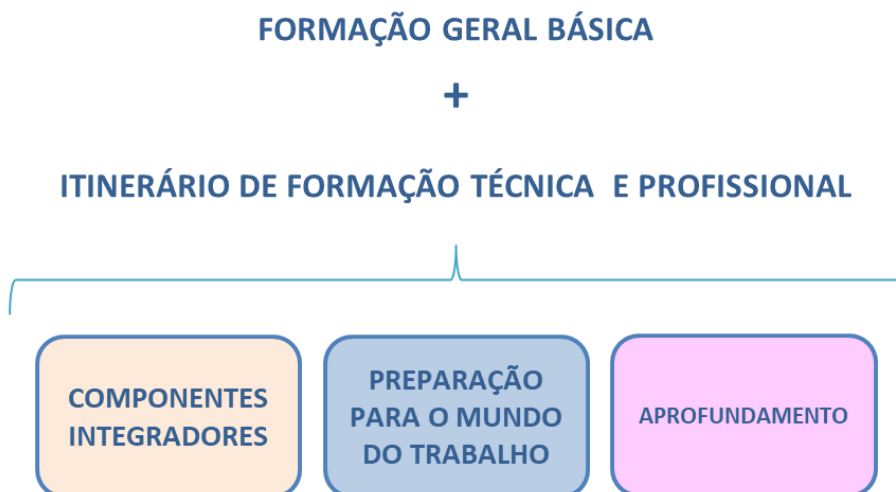 FORMAÇÃO GERAL BÁSICA
+
ITINERÁRIO DE FORMAÇÃO TÉCNICA E PROFISSIONAL
COMPONENTES
INTEGRADORES
PREPARAÇÃO
PARA O MUNDO
DO TRABALHO
APROFUNDAMENTO